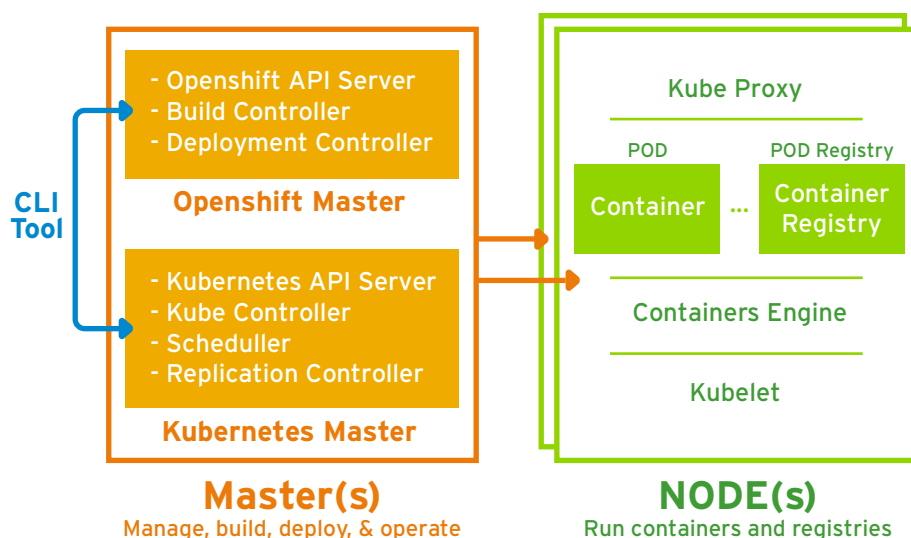 CLI
Tool
- Openshift API Server
- Build Controller
- Deployment Controller
Openshift Master
- Kubernetes API Server
- Kube Controller
- Scheduller
- Replication Controller
Kubernetes Master
Master(s)
Manage, build, deploy, & operate
Kube Proxy
POD
Container
...
POD Registry
Container
Registry
Containers Engine
Kubelet
NODE(s)
Run containers and registries